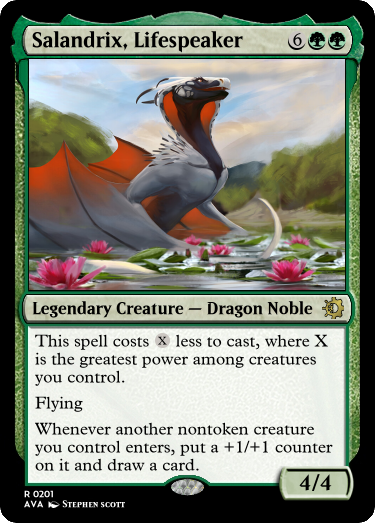 Salandrix, Lifespeaker 6
Legendary Creature — Dragon Noble
This spell costs X less to cast, where X
is the greatest power among creatures
you control.
Flying
Whenever another nontoken creature
you control enters, put a +1/+1 counter
on it and draw a card.
4/4
R 0201
AVA STEPHEN SCOTT